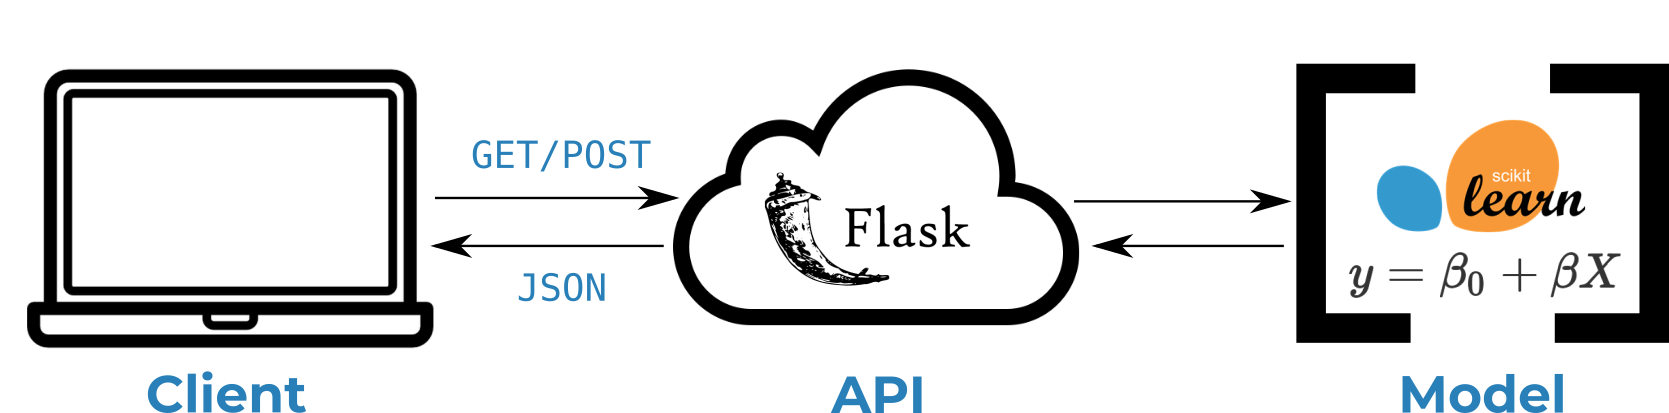 GET/POST
JSON
Client
Flask
API
scikit
learn
y = β₀ + βX
Model